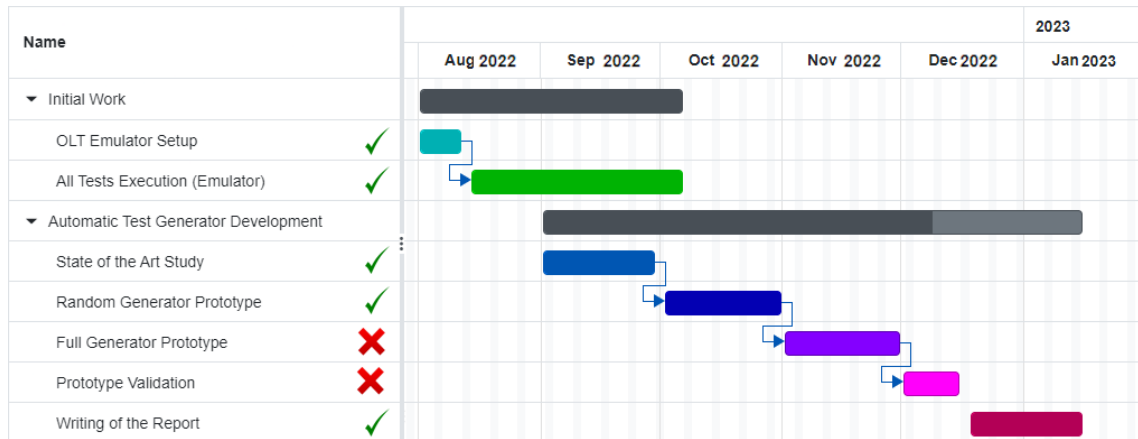 2023
Name
Aug 2022 Sep 2022 Oct 2022 Nov 2022 Dec 2022 Jan 2023
Initial Work
OLT Emulator Setup
All Tests Execution (Emulator)
Automatic Test Generator Development
State of the Art Study
Random Generator Prototype
Full Generator Prototype
Prototype Validation
Writing of the Report